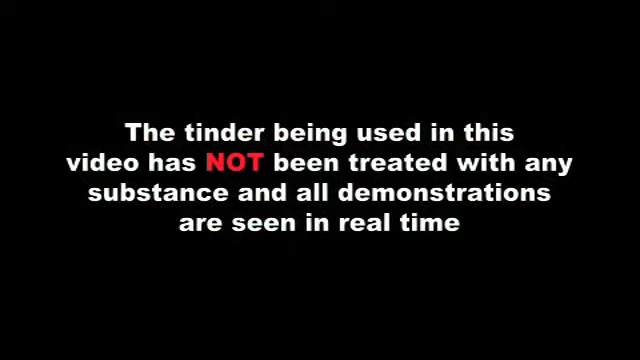 The tinder being used in this
video has NOT been treated with any
substance and all demonstrations
are seen in real time